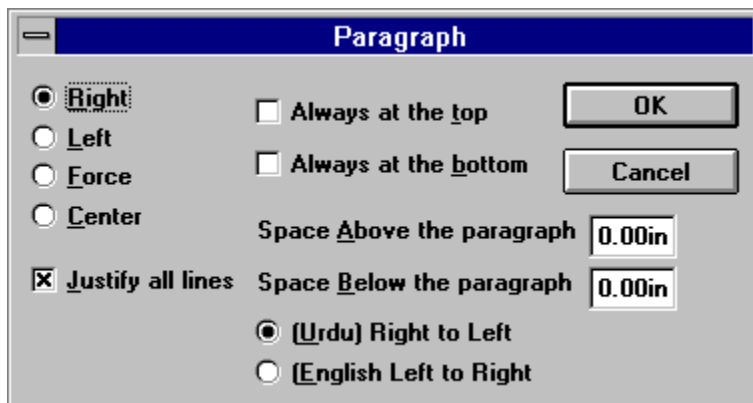 Paragraph
Right
Left
Force
Center
Justify all lines
Always at the top
Always at the bottom
Space Above the paragraph 0.00in
Space Below the paragraph 0.00in
(Urdu) Right to Left
(English Left to Right
OK
Cancel